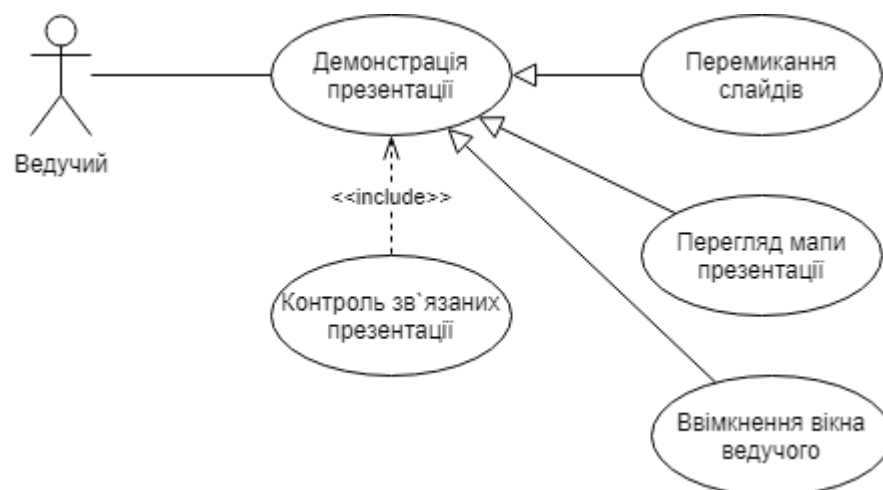 Демонстрація
презентації
Перемикання
слайдів
Ведучий
<<include>>
Перегляд мапи
презентації
Контроль зв`язаних
презентації
Ввімкнення вікна
ведучого